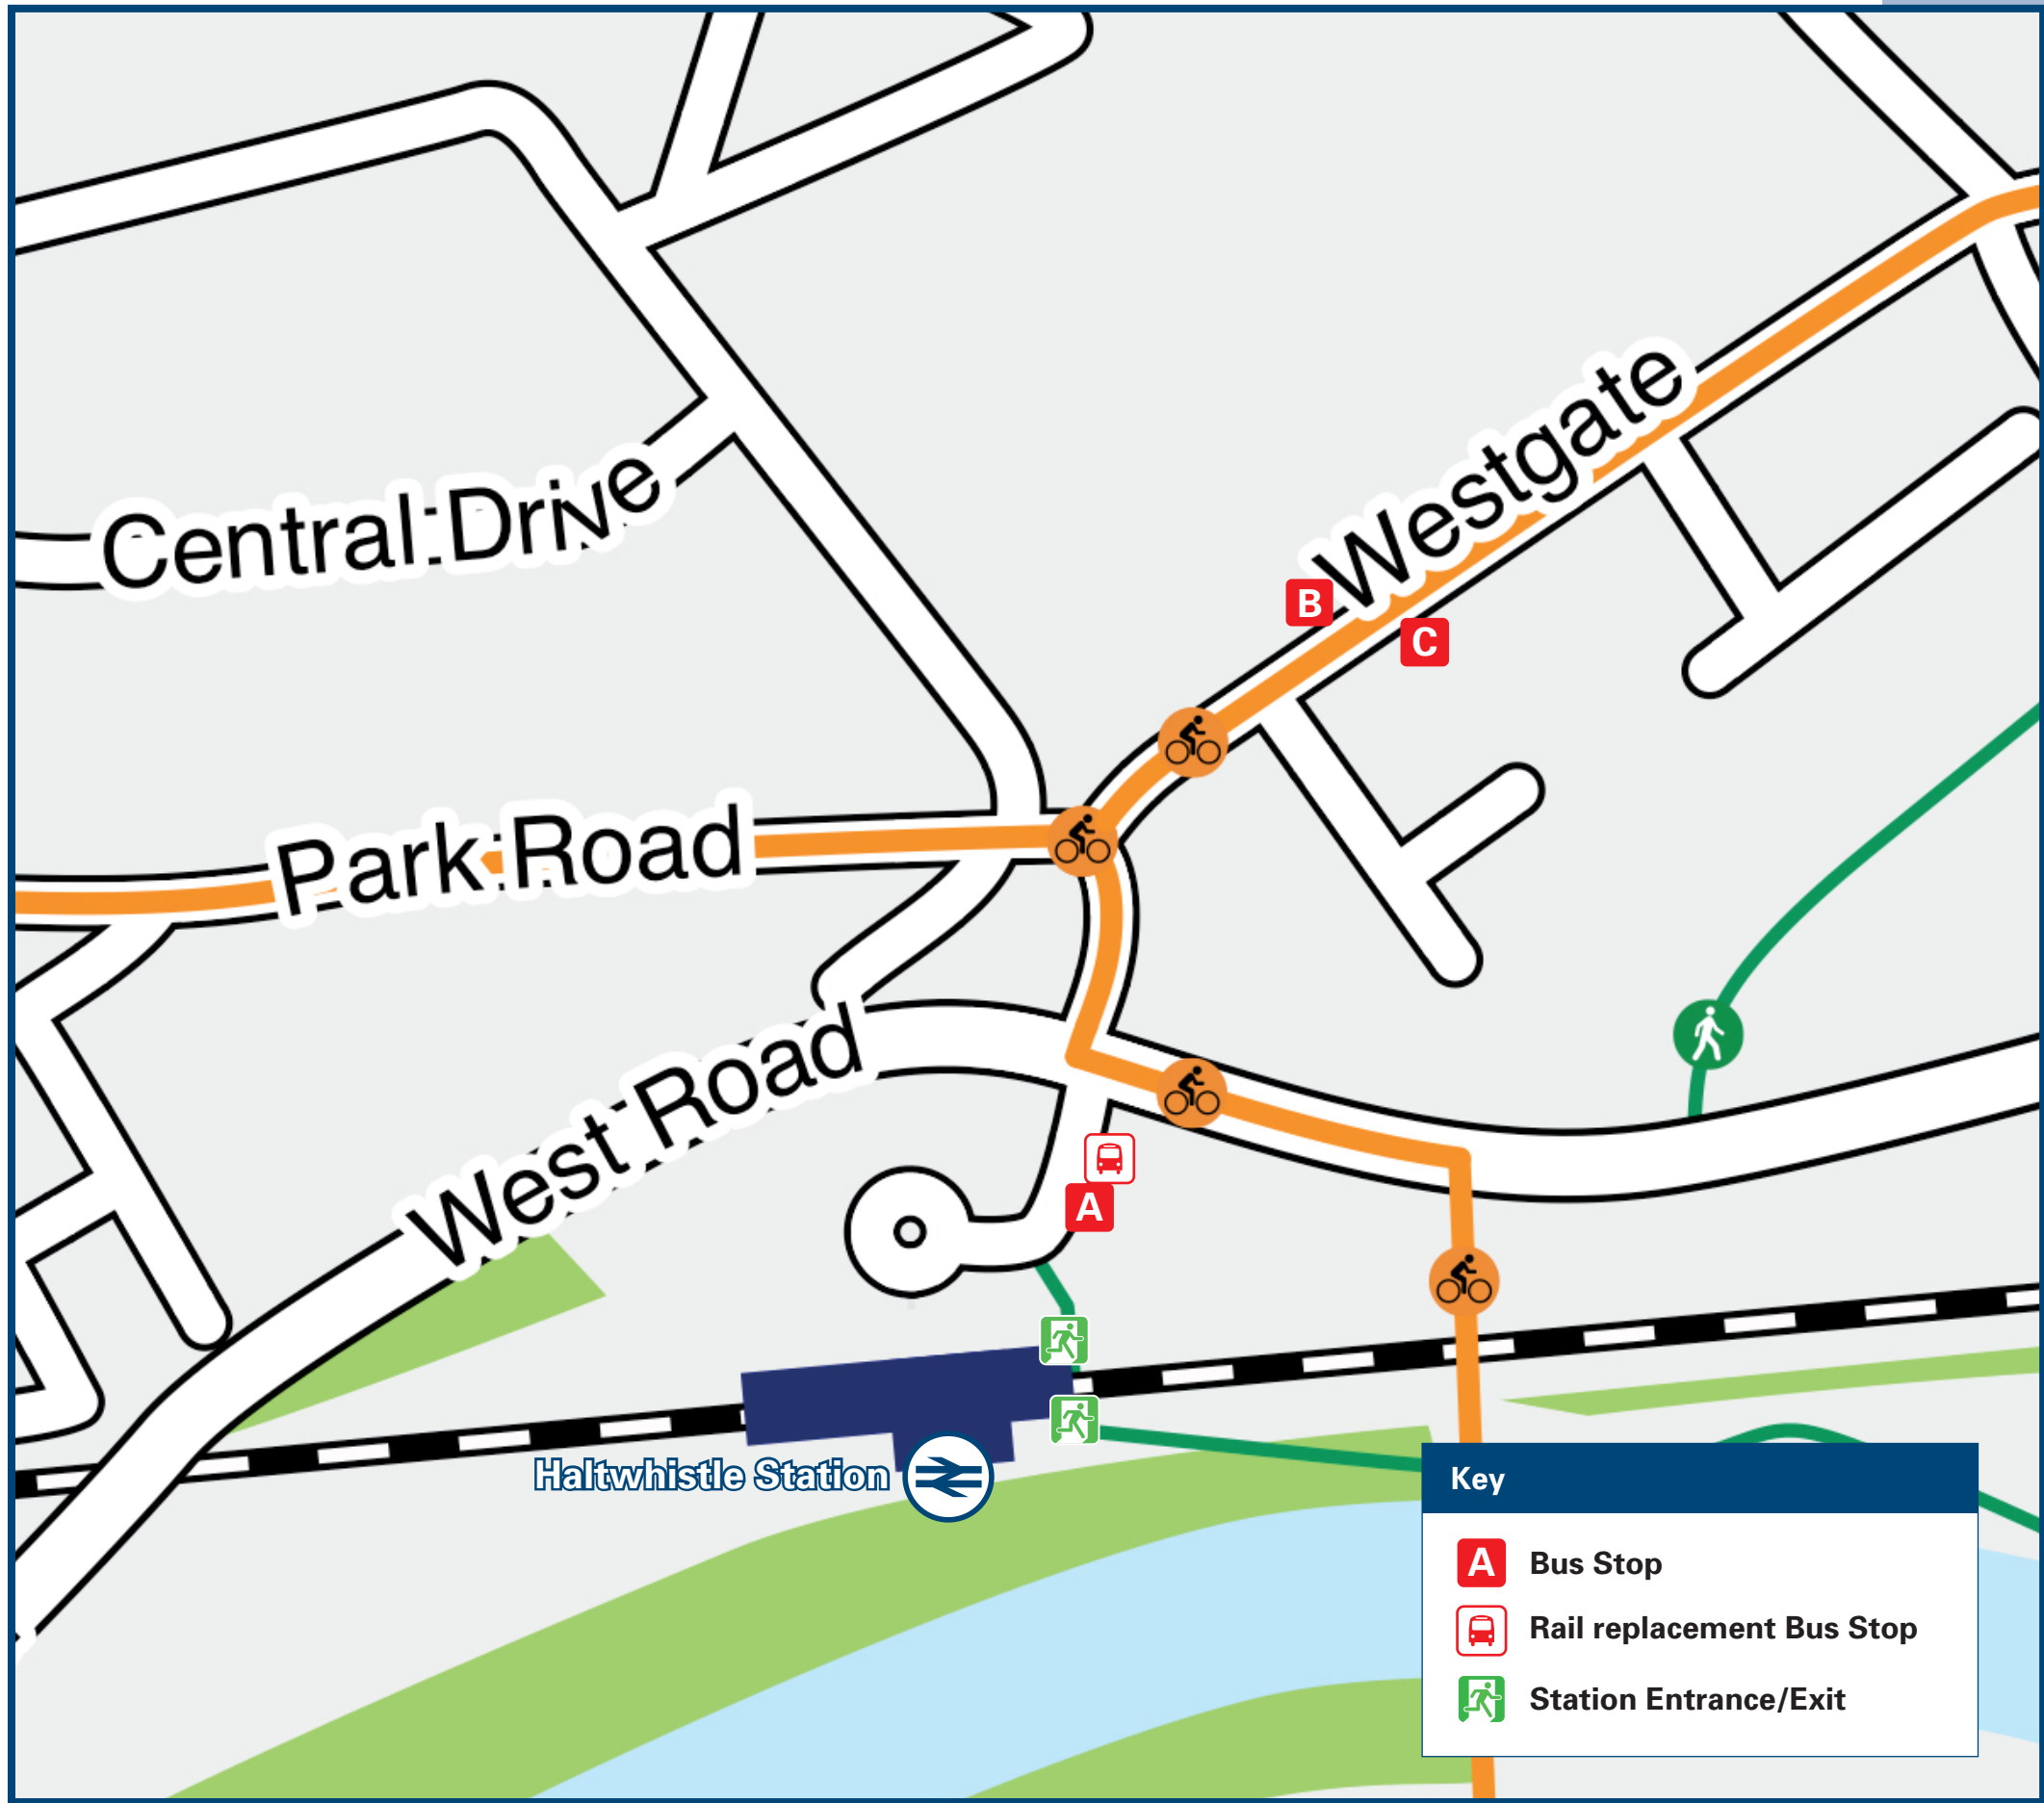 Central Drive
Westgate
B
C
Park Road
West Road
A
Haltwhistle Station
Key
A Bus Stop
Rail replacement Bus Stop
Station Entrance/Exit